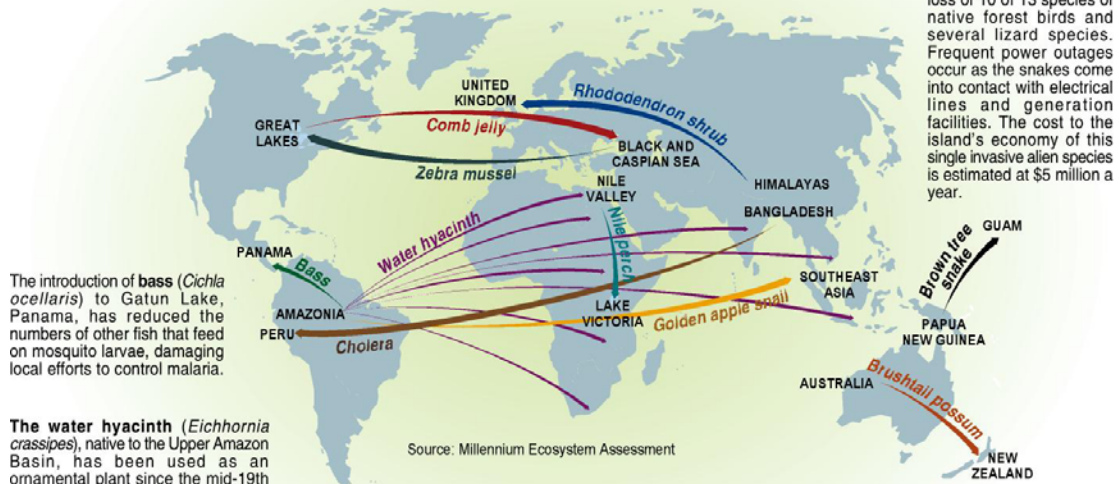 loss of 10 of 13 species of
native forest birds and
several lizard species.
Frequent power outages
occur as the snakes come
into contact with electrical
lines and generation
facilities. The cost to the
island's economy of this
single invasive alien species
is estimated at $5 million a
year.
UNITED
KINGDOM
Rhododendron shrub
GREAT
LAKES
Comb jelly
BLACK AND
CASPIAN SEA
Zebra mussel
NILE
VALLEY
HIMALAYAS
BANGLADESH
Water hyacinth
Nile perch
GUAM
Brown tree
snake
PANAMA
Bass
SOUTHEAST
ASIA
AMAZONIA
LAKE
VICTORIA
Golden apple snail
PERU
Cholera
PAPUA
NEW GUINEA
AUSTRALIA
Brushtail possum
NEW
ZEALAND
The introduction of bass (Cichla
ocellaris) to Gatun Lake,
Panama, has reduced the
numbers of other fish that feed
on mosquito larvae, damaging
local efforts to control malaria.
The water hyacinth (Eichhornia
crassipes), native to the Upper Amazon
Basin, has been used as an
ornamental plant since the mid-19th
Source: Millennium Ecosystem Assessment